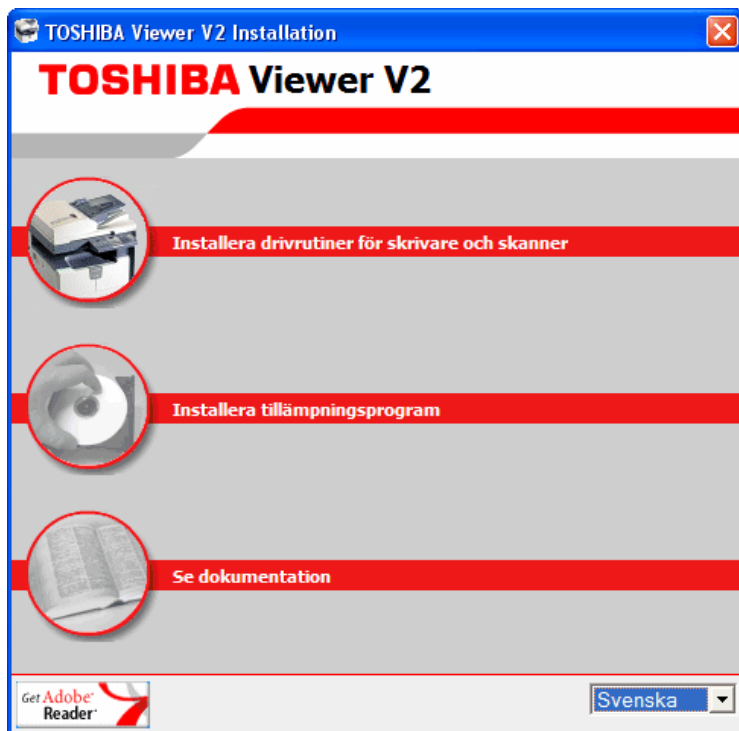 TOSHIBA Viewer V2 Installation
TOSHIBA Viewer V2
Installera drivrutiner för skrivare och skanner
Installera tillämpningsprogram
Se dokumentation
Get Adobe
Reader
Svenska